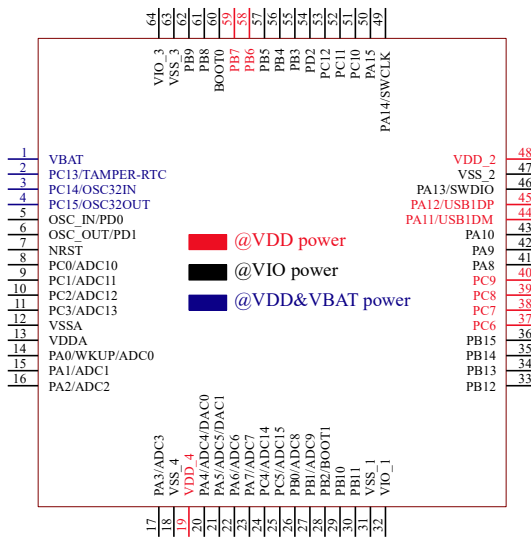 64 VIO_3
63 VSS_3
62 PB9
61 PB8
60 BOOT0
59 PB7
58 PB6
57 PB5
56 PB4
55 PB3
54 PD2
53 PC12
52 PC11
51 PC10
50 PA15
49 PA14/SWCLK
1 VBAT
2 PC13/TAMPER-RTC
3 PC14/OSC32IN
4 PC15/OSC32OUT
5 OSC_IN/PD0
6 OSC_OUT/PD1
7 NRST
8 PC0/ADC10
9 PC1/ADC11
10 PC2/ADC12
11 PC3/ADC13
12 VSSA
13 VDDA
14 PA0/WKUP/ADC0
15 PA1/ADC1
16 PA2/ADC2
@VDD power
@VIO power
@VDD&VBAT power
VDD_2 48
VSS_2 47
PA13/SWDIO 46
PA12/USB1DP 45
PA11/USB1DM 44
PA10 43
PA9 42
PA8 41
PC9 40
PC8 39
PC7 38
PC6 37
PB15 36
PB14 35
PB13 34
PB12 33
17 PA3/ADC3
18 VSS_4
19 VDD_4
20 PA4/ADC4/DAC0
21 PA5/ADC5/DAC1
22 PA6/ADC6
23 PA7/ADC7
24 PC4/ADC14
25 PC5/ADC15
26 PB0/ADC8
27 PB1/ADC9
28 PB2/BOOT1
29 PB10
30 PB11
31 VSS_1
32 VIO_1